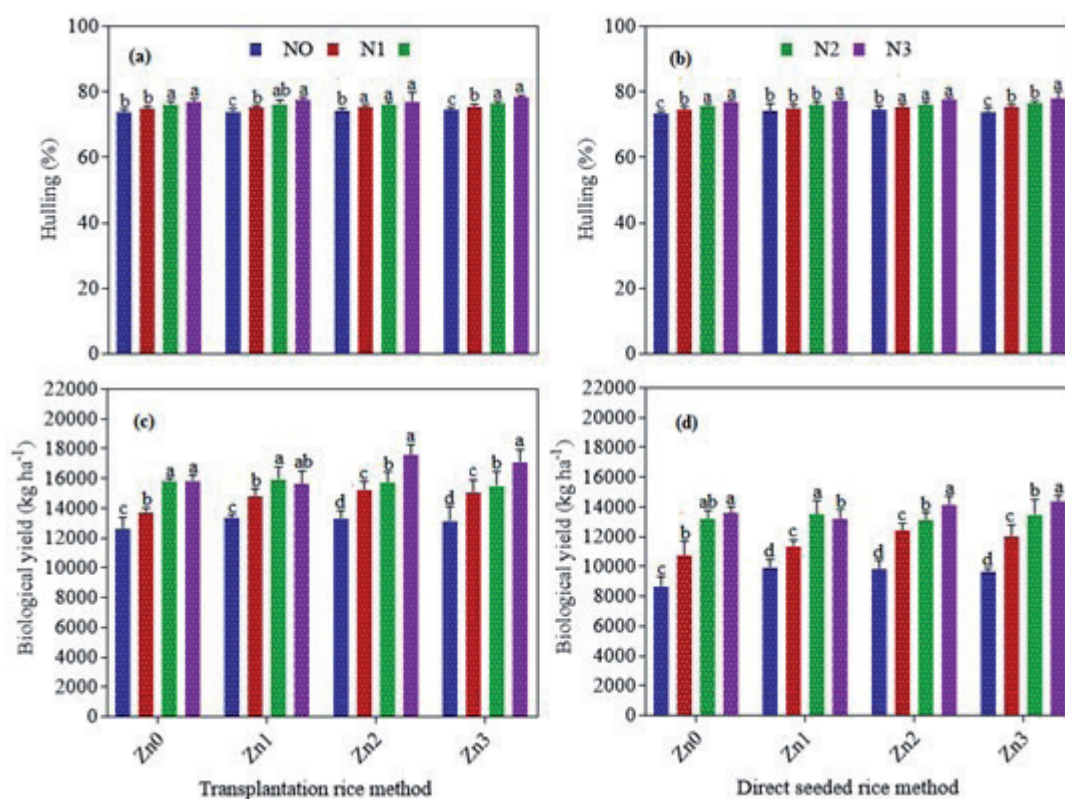 (a) NO N1
Hulling (%)
100
80
60
40
20
0
b b a a
c b ab a
b a a a
c b a a
(b) N2 N3
Hulling (%)
100
80
60
40
20
0
c b a a
b b a a
b a a a
c b b a
(c)
Biological yield (kg ha-1)
22000
20000
18000
16000
14000
12000
10000
8000
6000
4000
2000
0
c b a a
c b a ab
d c b a
d c b a
Zn0 Zn1 Zn2 Zn3
Transplantation rice method
(d)
Biological yield (kg ha-1)
22000
20000
18000
16000
14000
12000
10000
8000
6000
4000
2000
0
c b ab a
d c a b
d c b a
d c b a
Zn0 Zn1 Zn2 Zn3
Direct seeded rice method